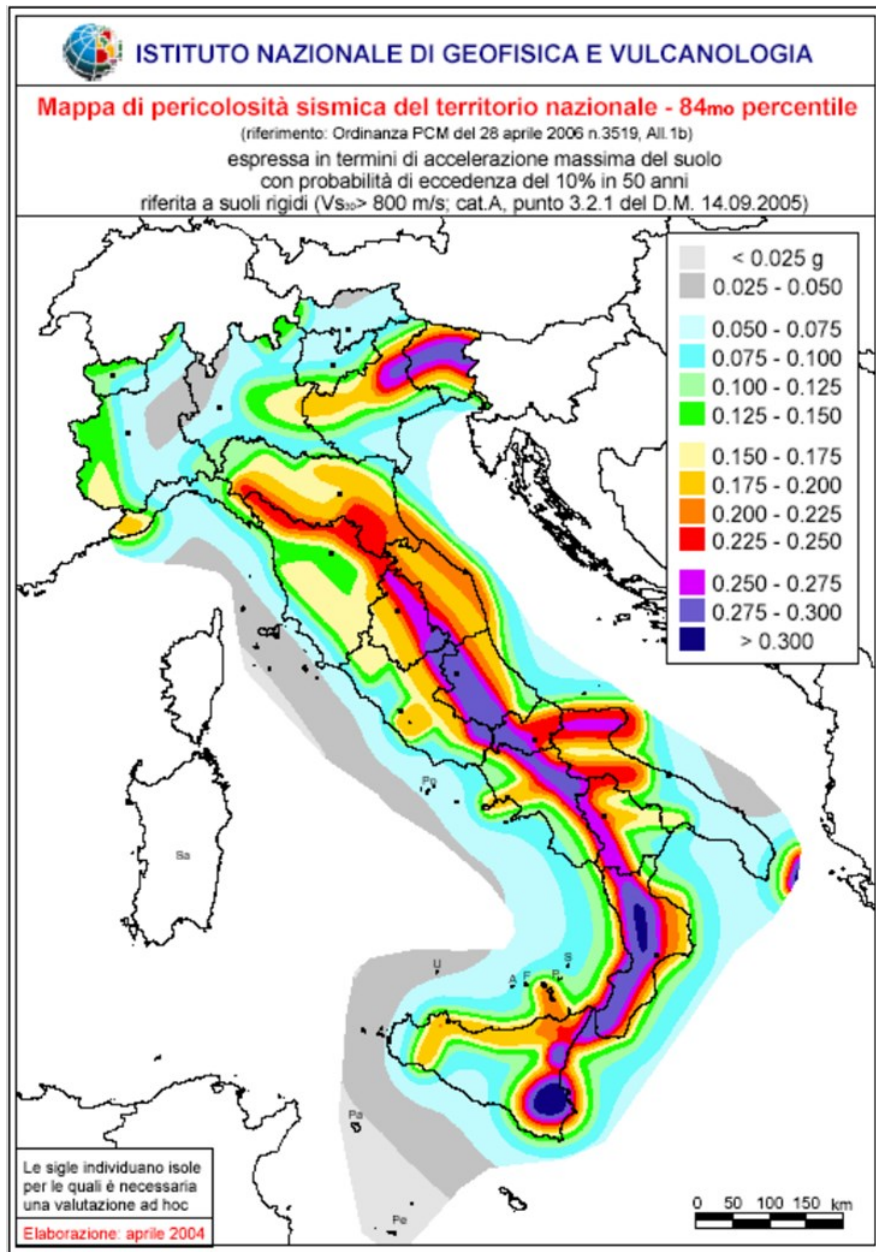 ISTITUTO NAZIONALE DI GEOFISICA E VULCANOLOGIA
Mappa di pericolosità sismica del territorio nazionale - 84mo percentile
(riferimento: Ordinanza PCM del 28 aprile 2006 n.3519, All.1b)
espressa in termini di accelerazione massima del suolo
con probabilità di eccedenza del 10% in 50 anni
riferita a suoli rigidi (Vs30> 800 m/s; cat.A, punto 3.2.1 del D.M. 14.09.2005)
< 0.025 g
0.025 - 0.050
0.050 - 0.075
0.075 - 0.100
0.100 - 0.125
0.125 - 0.150
0.150 - 0.175
0.175 - 0.200
0.200 - 0.225
0.225 - 0.250
0.250 - 0.275
0.275 - 0.300
> 0.300
Po
Sa
U
A
F
P
S
Pa
Pe
Le sigle individuano isole
per le quali è necessaria
una valutazione ad hoc
Elaborazione: aprile 2004
0 50 100 150 km